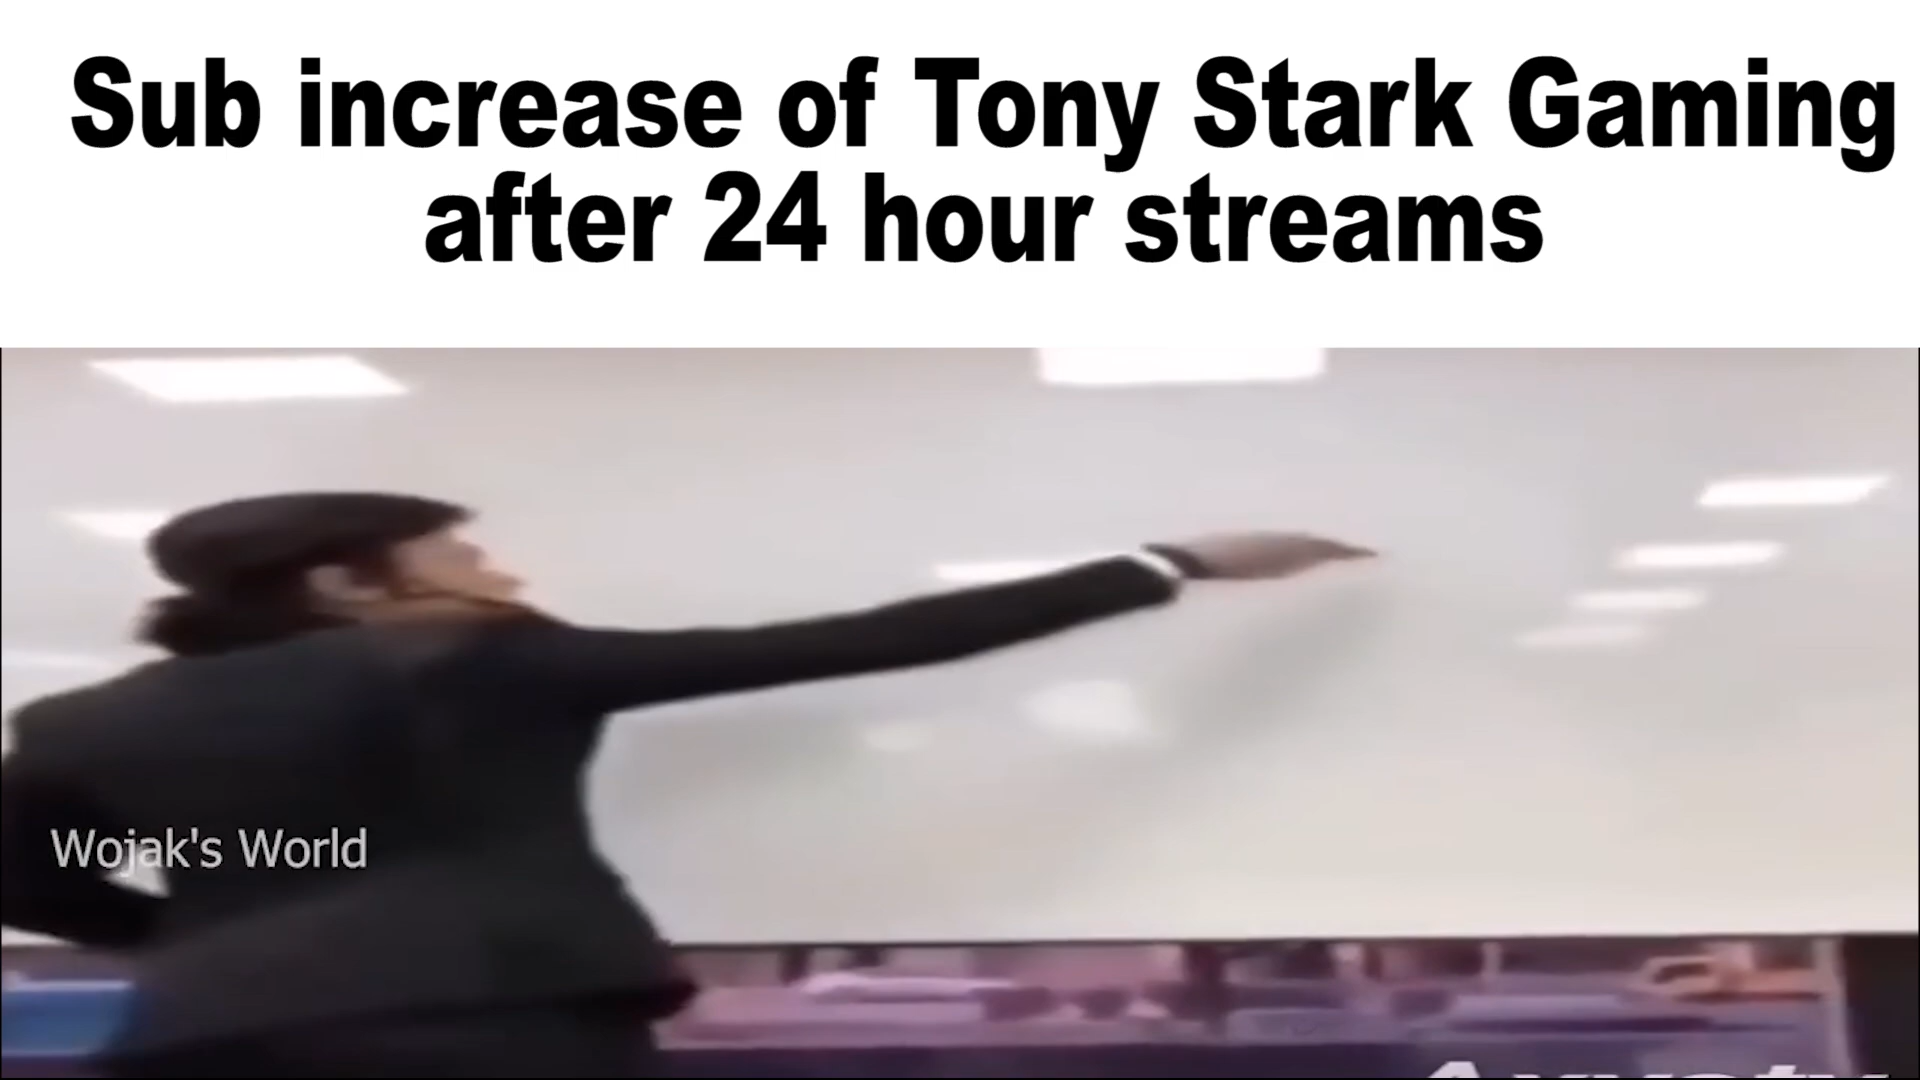 Sub increase of Tony Stark Gaming
after 24 hour streams
Wojak's World